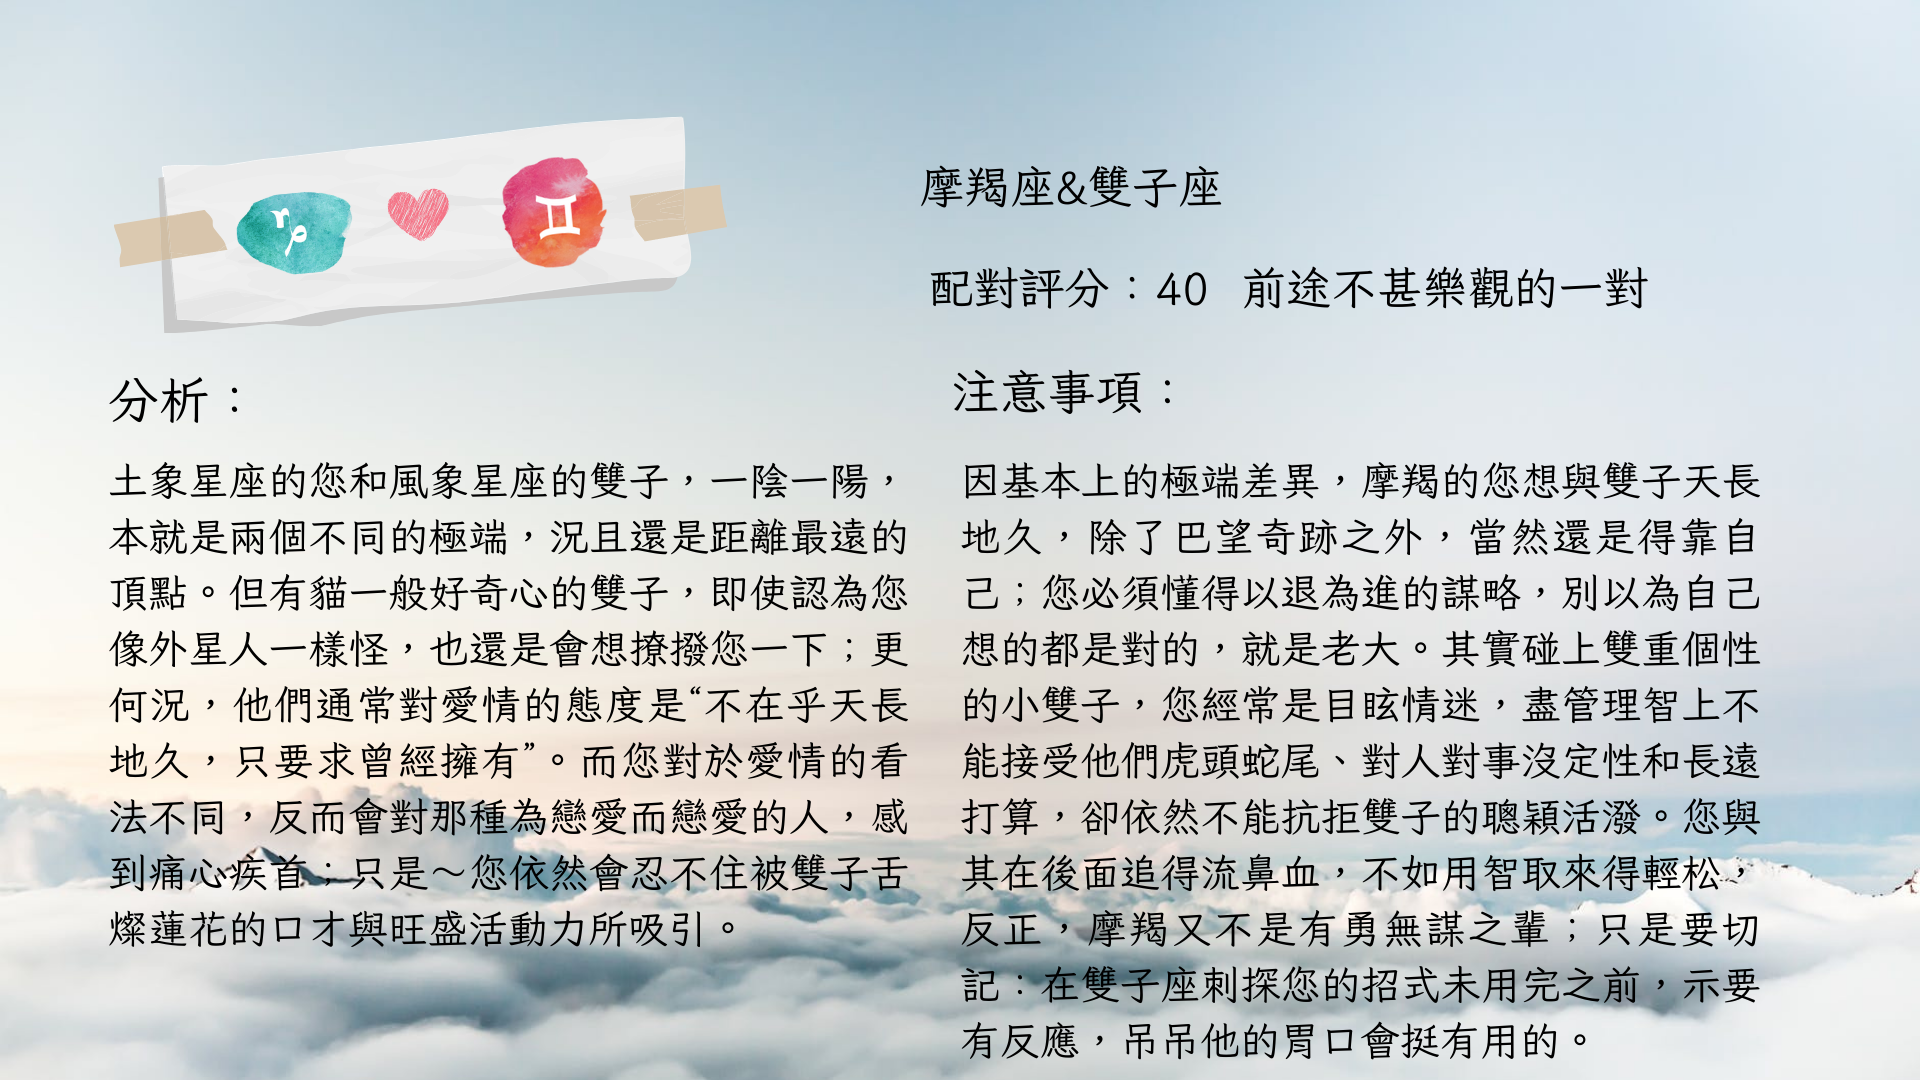 摩羯座&雙子座
配對評分：40 前途不甚樂觀的一對
分析：
土象星座的您和風象星座的雙子，一陰一陽，
本就是兩個不同的極端，況且還是距離最遠的
頂點。但有貓一般好奇心的雙子，即使認為您
像外星人一樣怪，也還是會想撩撥您一下；更
何況，他們通常對愛情的態度是“不在乎天長
地久，只要求曾經擁有”。而您對於愛情的看
法不同，反而會對那種為戀愛而戀愛的人，感
到痛心疾首；只是～您依然會忍不住被雙子舌
燦蓮花的口才與旺盛活動力所吸引。
注意事項：
因基本上的極端差異，摩羯的您想與雙子天長
地久，除了巴望奇跡之外，當然還是得靠自
己；您必須懂得以退為進的謀略，別以為自己
想的都是對的，就是老大。其實碰上雙重個性
的小雙子，您經常是目眩情迷，盡管理智上不
能接受他們虎頭蛇尾、對人對事沒定性和長遠
打算，卻依然不能抗拒雙子的聰穎活潑。您與
其在後面追得流鼻血，不如用智取來得輕松，
反正，摩羯又不是有勇無謀之輩；只是要切
記：在雙子座刺探您的招式未用完之前，示要
有反應，吊吊他的胃口會挺有用的。